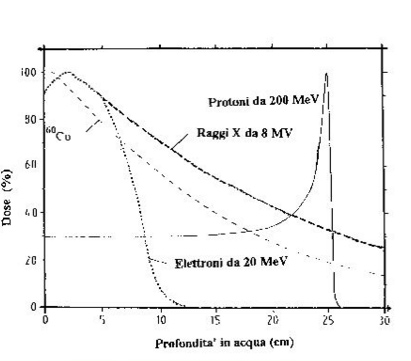 100
80
60
40
20
0
Dose (%)
Protoni da 200 MeV
Raggi X da 8 MV
⁶⁰Co
Elettroni da 20 MeV
0 5 10 15 20 25 30
Profondita' in acqua (cm)